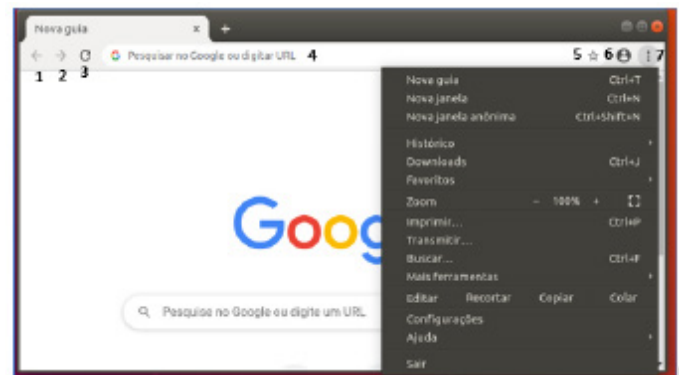 Nova guia x +
Pesquisar no Google ou digitar URL 4 5 6 7
1 2 3
Nova guia Ctrl+T
Nova janela Ctrl+N
Nova janela anônima Ctrl+Shift+N
Histórico
Downloads Ctrl+J
Favoritos
Zoom - 100% +
Imprimir... Ctrl+P
Transmitir...
Buscar... Ctrl+F
Mais ferramentas
Editar Recortar Copiar Colar
Configurações
Ajuda
Sair
Goog
Pesquise no Google ou digite um URL